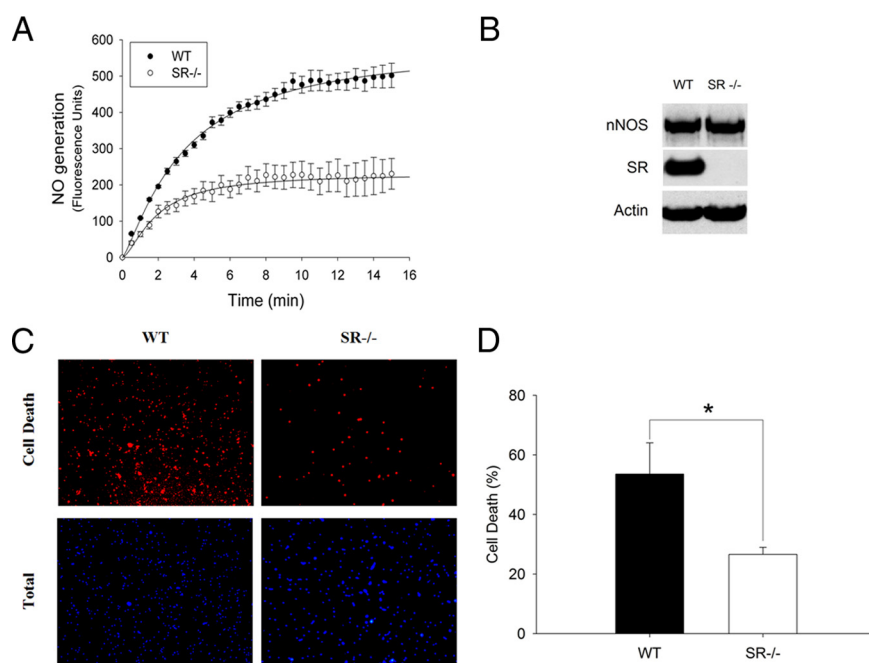 A
600
500
400
300
200
100
0
NO generation
(Fluorescence Units)
WT
SR-/-
0 2 4 6 8 10 12 14 16
Time (min)
B
WT SR -/-
nNOS
SR
Actin
C
WT SR-/-
Cell Death
Total
D
80
60
40
20
0
Cell Death (%)
*
WT SR-/-